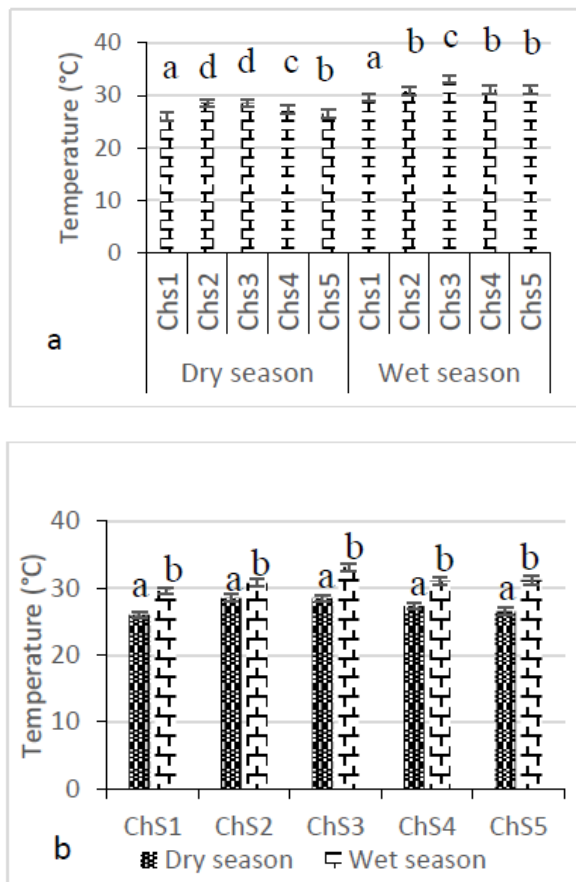 Temperature (°C)
40
30
20
10
0
a d d c b a b c b b
Chs1 Chs2 Chs3 Chs4 Chs5 Chs1 Chs2 Chs3 Chs4 Chs5
Dry season Wet season
a
Temperature (°C)
40
30
20
10
0
a b a b a b a b a b
ChS1 ChS2 ChS3 ChS4 ChS5
b
Dry season Wet season